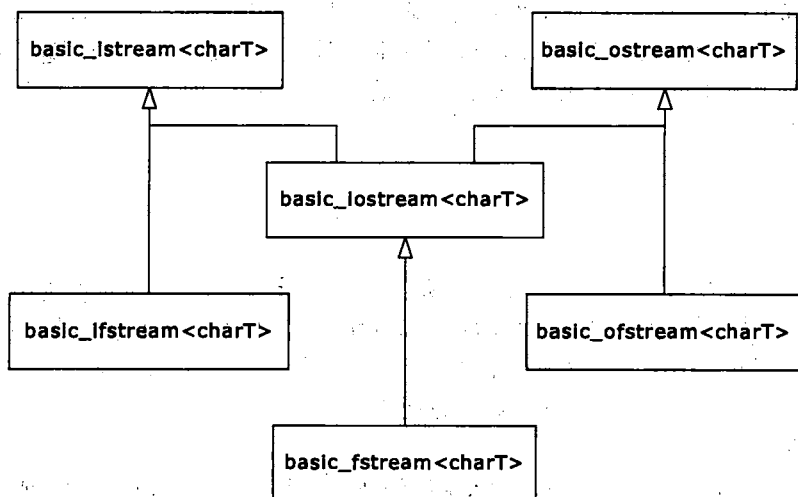 basic_istream<charT>
basic_ostream<charT>
basic_iostream<charT>
basic_ifstream<charT>
basic_ofstream<charT>
basic_fstream<charT>